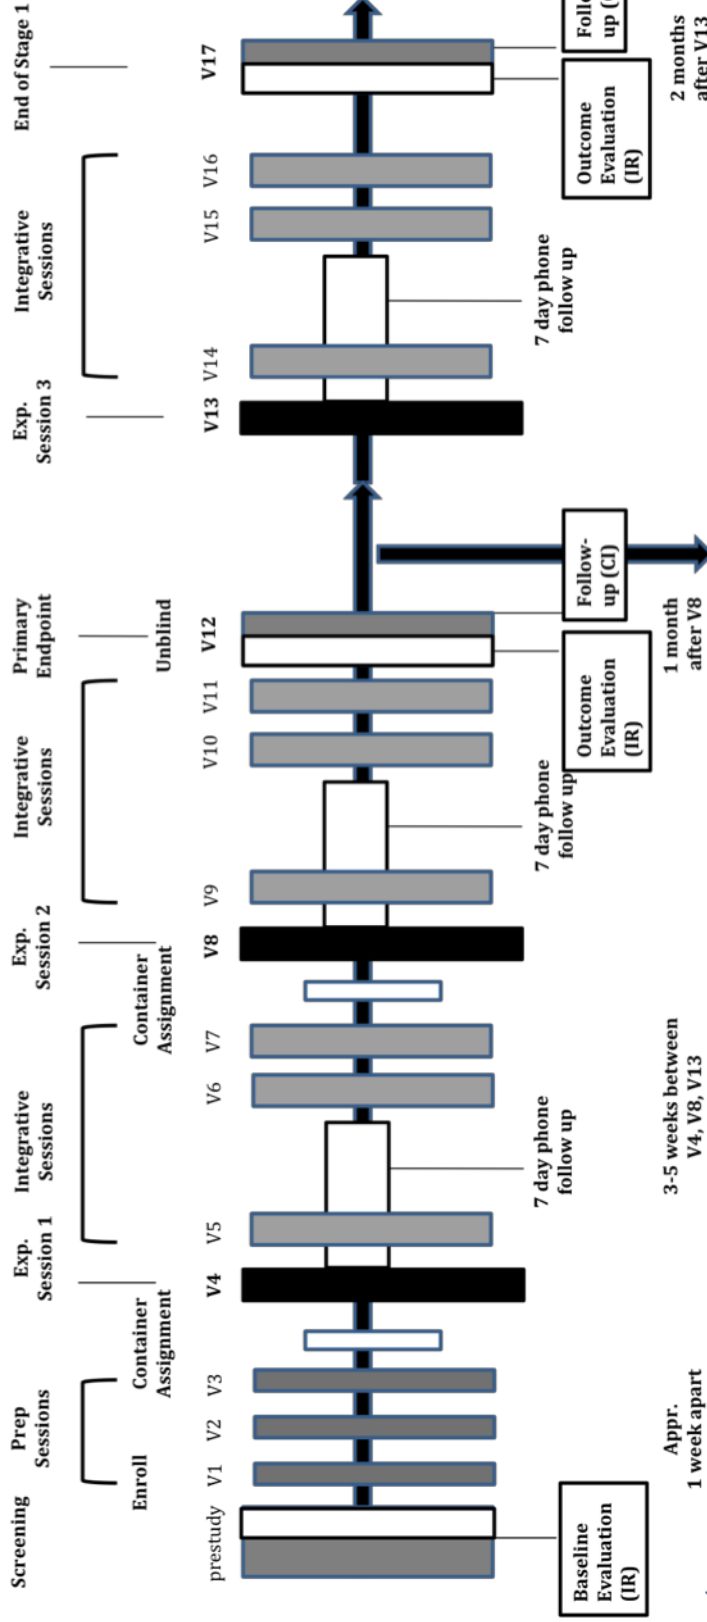 Screening
Prep
Sessions
Exp.
Session 1
Integrative
Sessions
Exp.
Session 2
Integrative
Sessions
Primary
Endpoint
Exp.
Session 3
Integrative
Sessions
End of Stage 1
Enroll
Container
Assignment
Container
Assignment
Unblind
prestudy
V1
V2
V3
V4
V5
V6
V7
V8
V9
V10
V11
V12
V13
V14
V15
V16
V17
7 day phone
follow up
7 day phone
follow up
7 day phone
follow up
Baseline
Evaluation
(IR)
Outcome
Evaluation
(IR)
Follow-
up (CI)
Outcome
Evaluation
(IR)
up
Appr.
1 week apart
3-5 weeks between
V4, V8, V13
1 month
after V8
2 months
after V13